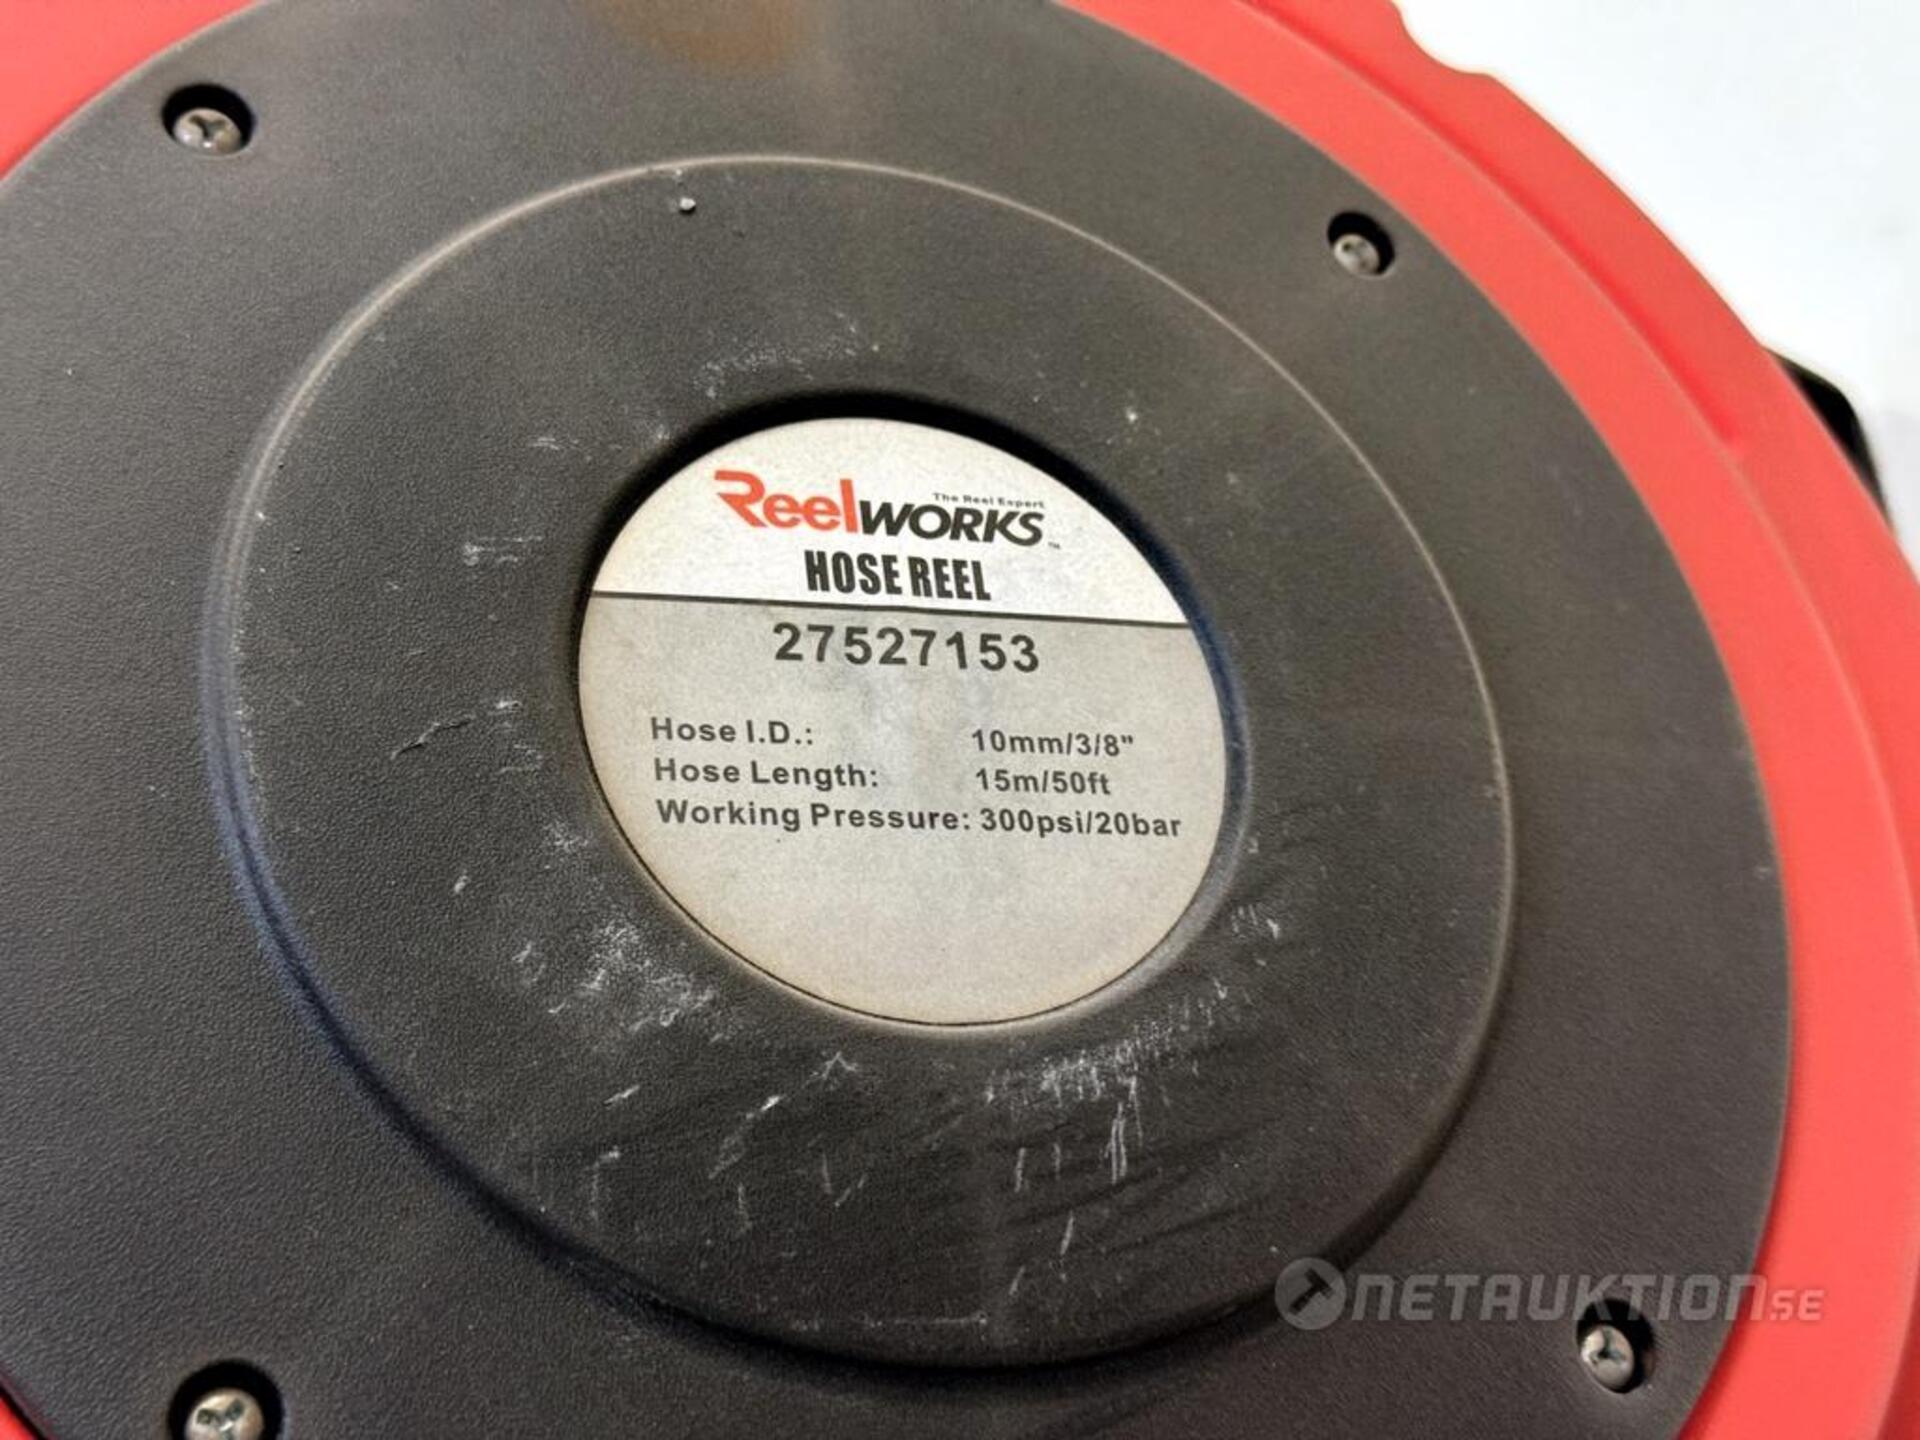 The Reel Expert
ReelWORKS™
HOSE REEL
27527153
Hose I.D.: 10mm/3/8"
Hose Length: 15m/50ft
Working Pressure: 300psi/20bar
NETAUKTION.SE